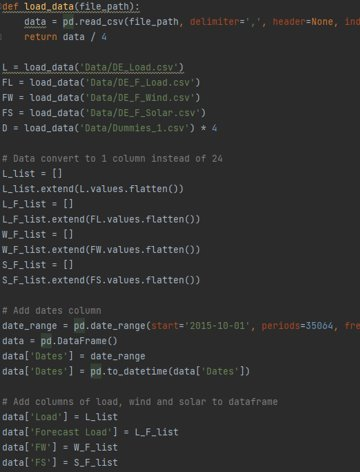 def load_data(file_path):
    data = pd.read_csv(file_path, delimiter=',', header=None, ind
    return data / 4
L = load_data('Data/DE_Load.csv')
FL = load_data('Data/DE_F_Load.csv')
FW = load_data('Data/DE_F_Wind.csv')
FS = load_data('Data/DE_F_Solar.csv')
D = load_data('Data/Dummies_1.csv') * 4
# Data convert to 1 column instead of 24
L_list = []
L_list.extend(L.values.flatten())
L_F_list = []
L_F_list.extend(FL.values.flatten())
W_F_list = []
W_F_list.extend(FW.values.flatten())
S_F_list = []
S_F_list.extend(FS.values.flatten())
# Add dates column
date_range = pd.date_range(start='2015-10-01', periods=35064, fre
data = pd.DataFrame()
data['Dates'] = date_range
data['Dates'] = pd.to_datetime(data['Dates'])
# Add columns of load, wind and solar to dataframe
data['Load'] = L_list
data['Forecast Load'] = L_F_list
data['FW'] = W_F_list
data['FS'] = S_F_list